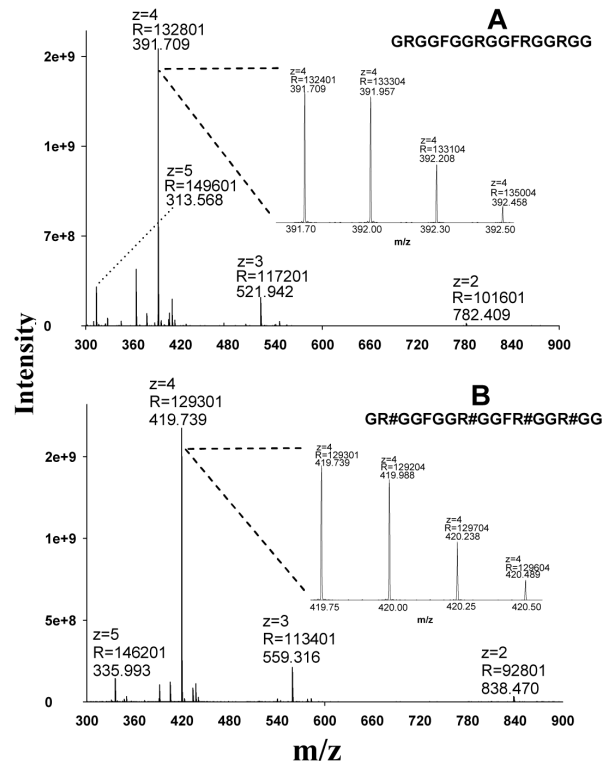 A
GRGGFGGRGGFRGGRGG
z=4
R=132801
391.709
z=5
R=149601
313.568
z=3
R=117201
521.942
z=2
R=101601
782.409
z=4
R=132401
391.709
z=4
R=133304
391.957
z=4
R=133104
392.208
z=4
R=135004
392.458
391.70 392.00 392.30 392.50
m/z
2e+9
1e+9
7e+8
0
300 360 420 480 540 600 660 720 780 840 900
Intensity
B
GR#GGFGGR#GGFR#GGR#GG
z=4
R=129301
419.739
z=5
R=146201
335.993
z=3
R=113401
559.316
z=2
R=92801
838.470
z=4
R=129301
419.739
z=4
R=129204
419.988
z=4
R=129704
420.238
z=4
R=129604
420.489
419.75 420.00 420.25 420.50
m/z
2e+9
1e+9
5e+8
0
300 360 420 480 540 600 660 720 780 840 900
m/z